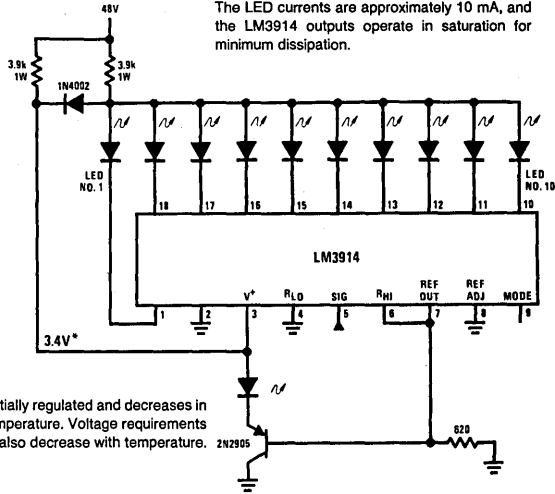 The LED currents are approximately 10 mA, and
the LM3914 outputs operate in saturation for
minimum dissipation.
48V
3.9k
1W
3.9k
1W
1N4002
LED
NO. 1
LED
NO. 10
18
17
16
15
14
13
12
11
10
LM3914
V+
RLO
SIG
RHI
REF
OUT
REF
ADJ
MODE
1
2
3
4
5
6
7
8
9
3.4V*
tially regulated and decreases in
mperature. Voltage requirements
also decrease with temperature.
2N2905
620